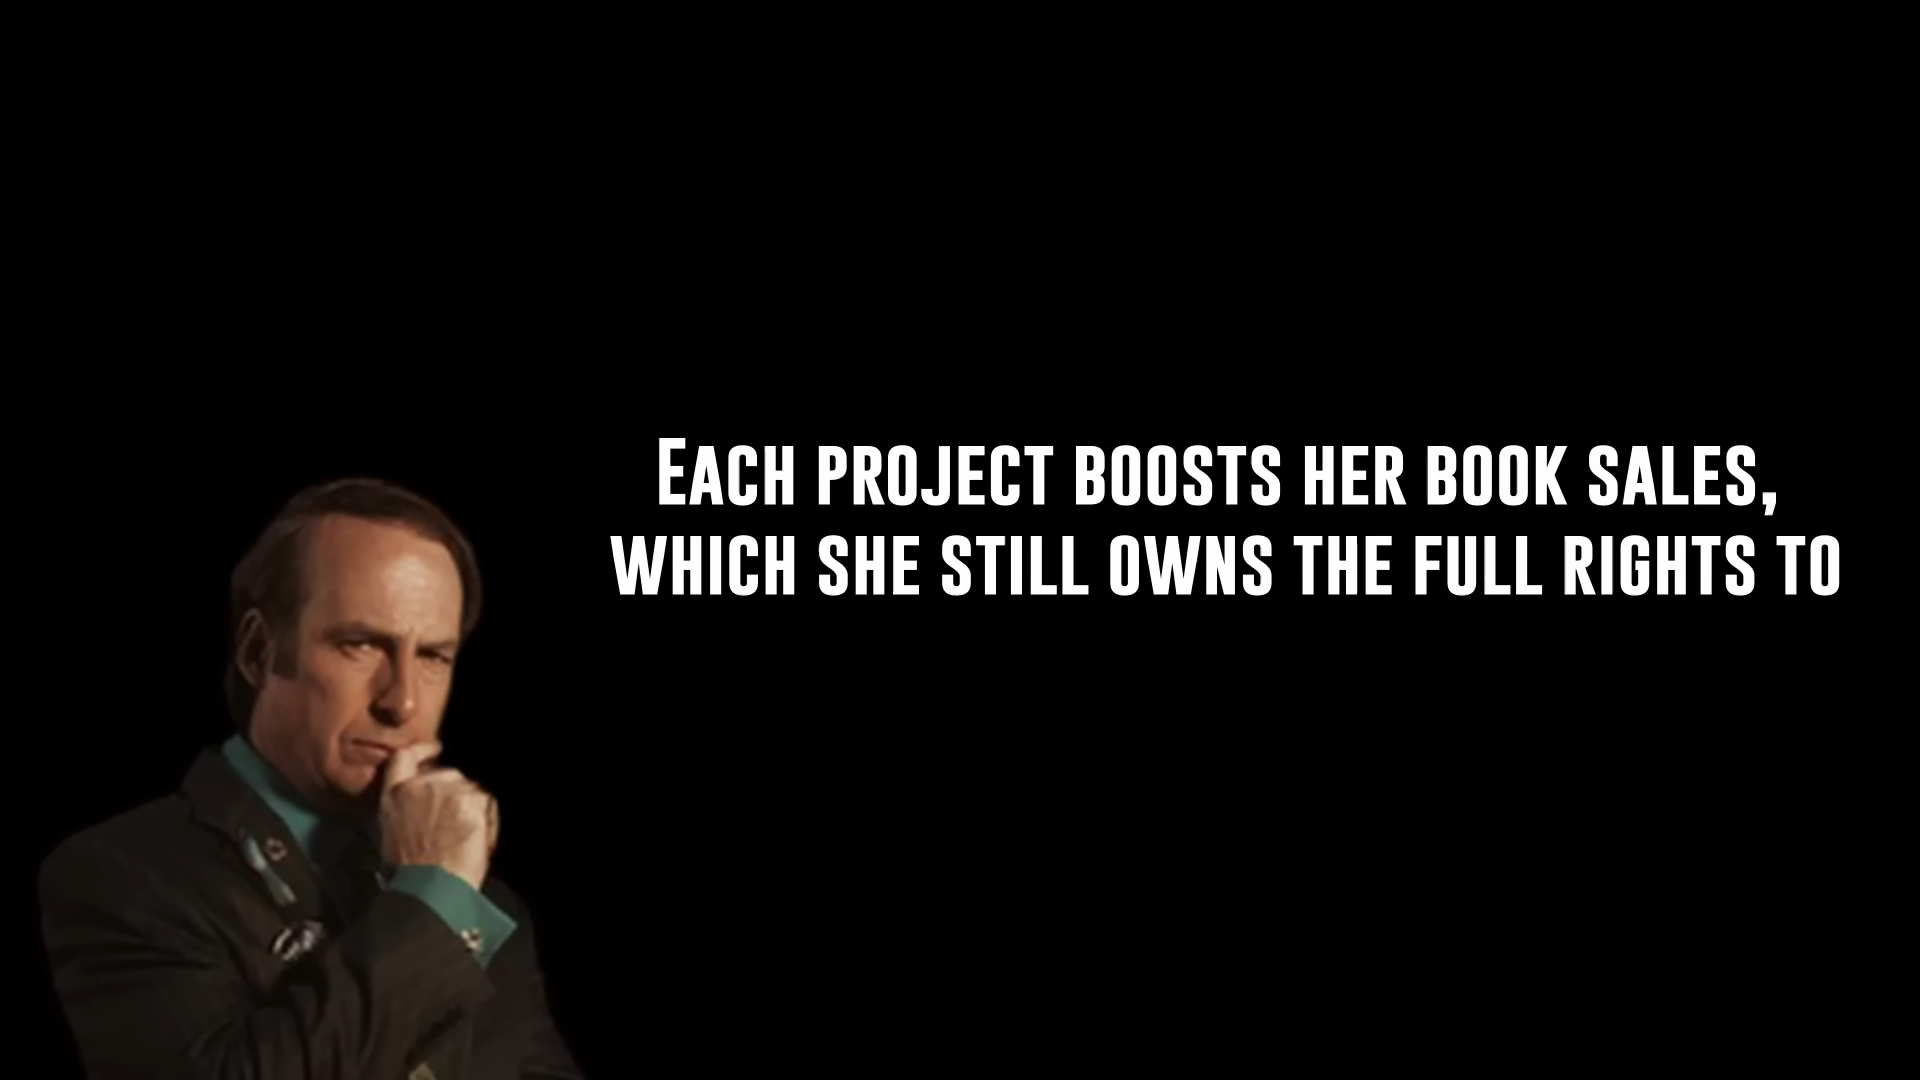 Each project boosts her book sales,
which she still owns the full rights to